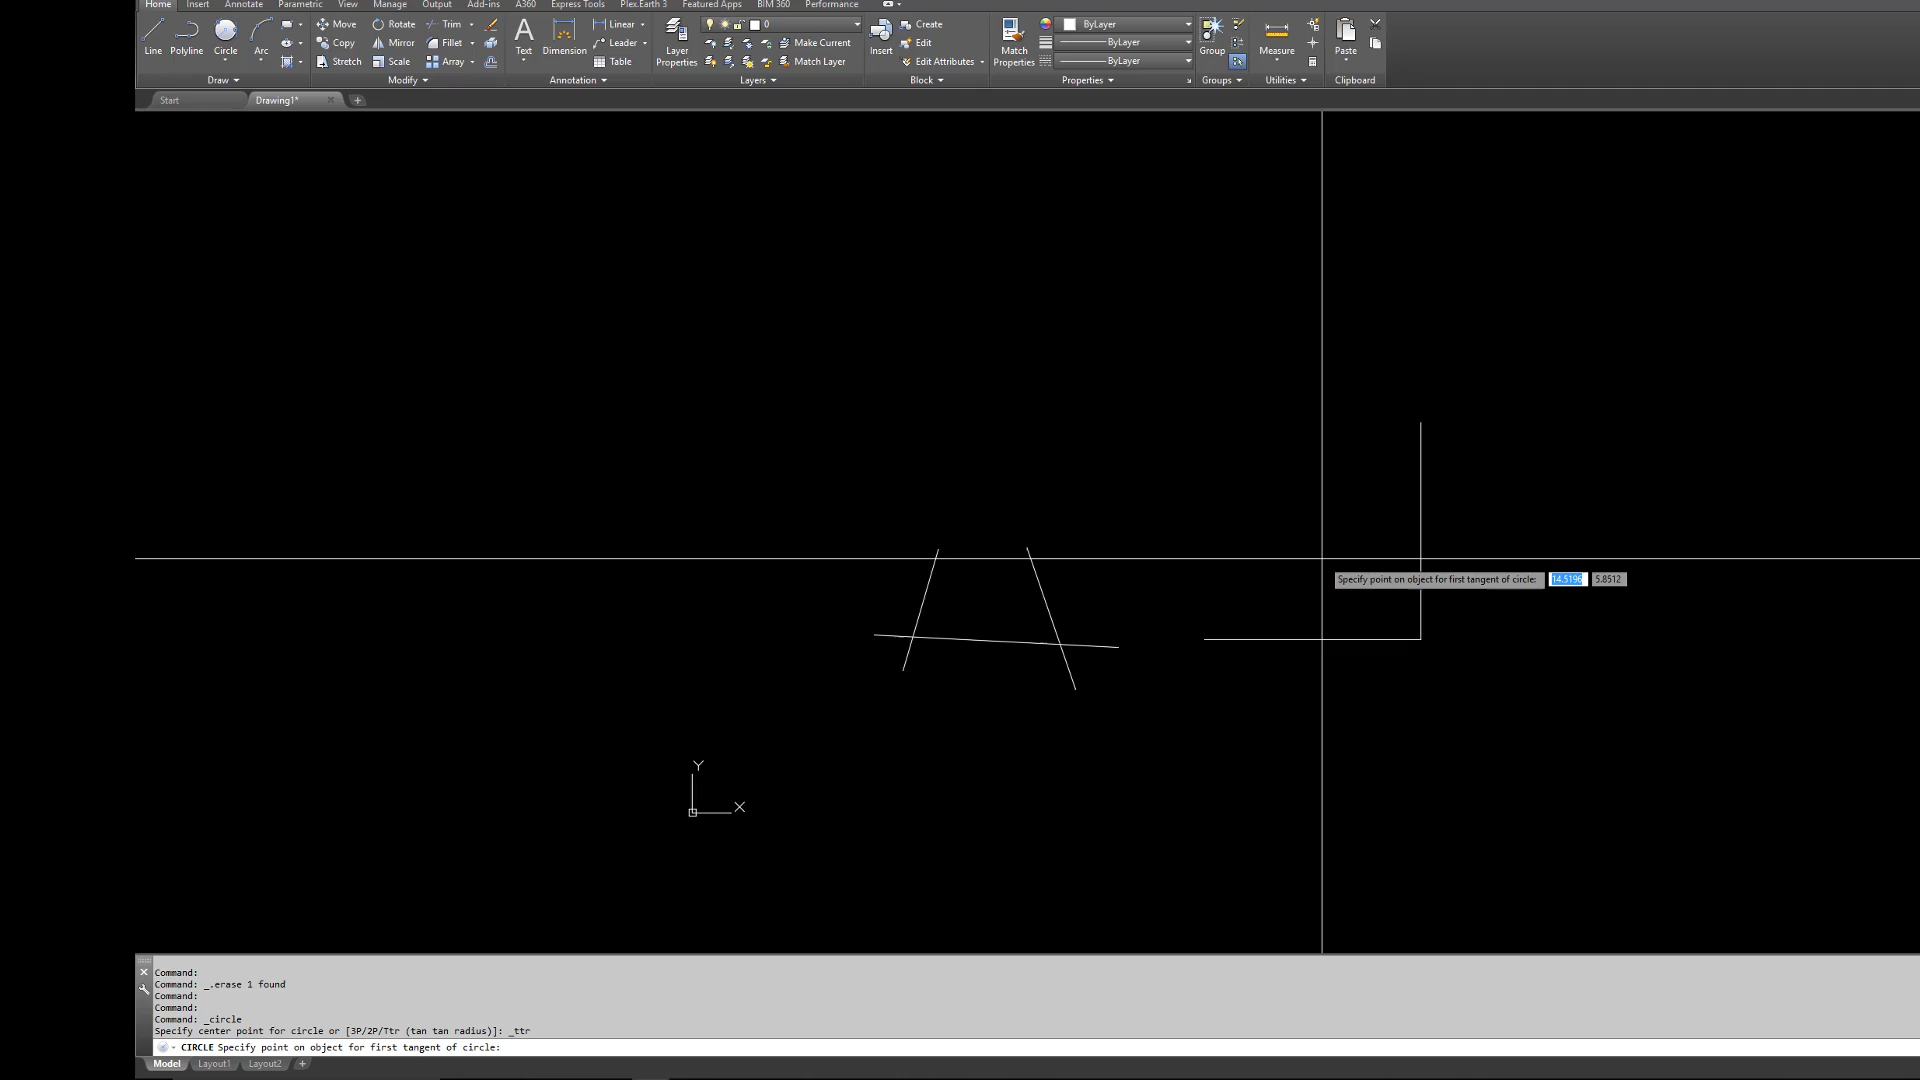 Home Insert Annotate Parametric View Manage Output Add-ins A360 Express Tools Plex.Earth 3 Featured Apps BIM 360 Performance
Line Polyline Circle Arc
Move Rotate Trim
Copy Mirror Fillet
Stretch Scale Array
Text Dimension
Linear
Leader
Table
Layer Properties
0
Make Current
Match Layer
Insert
Create
Edit
Edit Attributes
Match Properties
ByLayer
ByLayer
ByLayer
Group
Measure
Paste
Draw Modify Annotation Layers Block Properties Groups Utilities Clipboard
Start Drawing1*
Specify point on object for first tangent of circle: 14.5196 5.8512
Y
X
Command:
Command: _.erase 1 found
Command:
Command:
Command: _circle
Specify center point for circle or [3P/2P/Ttr (tan tan radius)]: _ttr
CIRCLE Specify point on object for first tangent of circle:
Model Layout1 Layout2